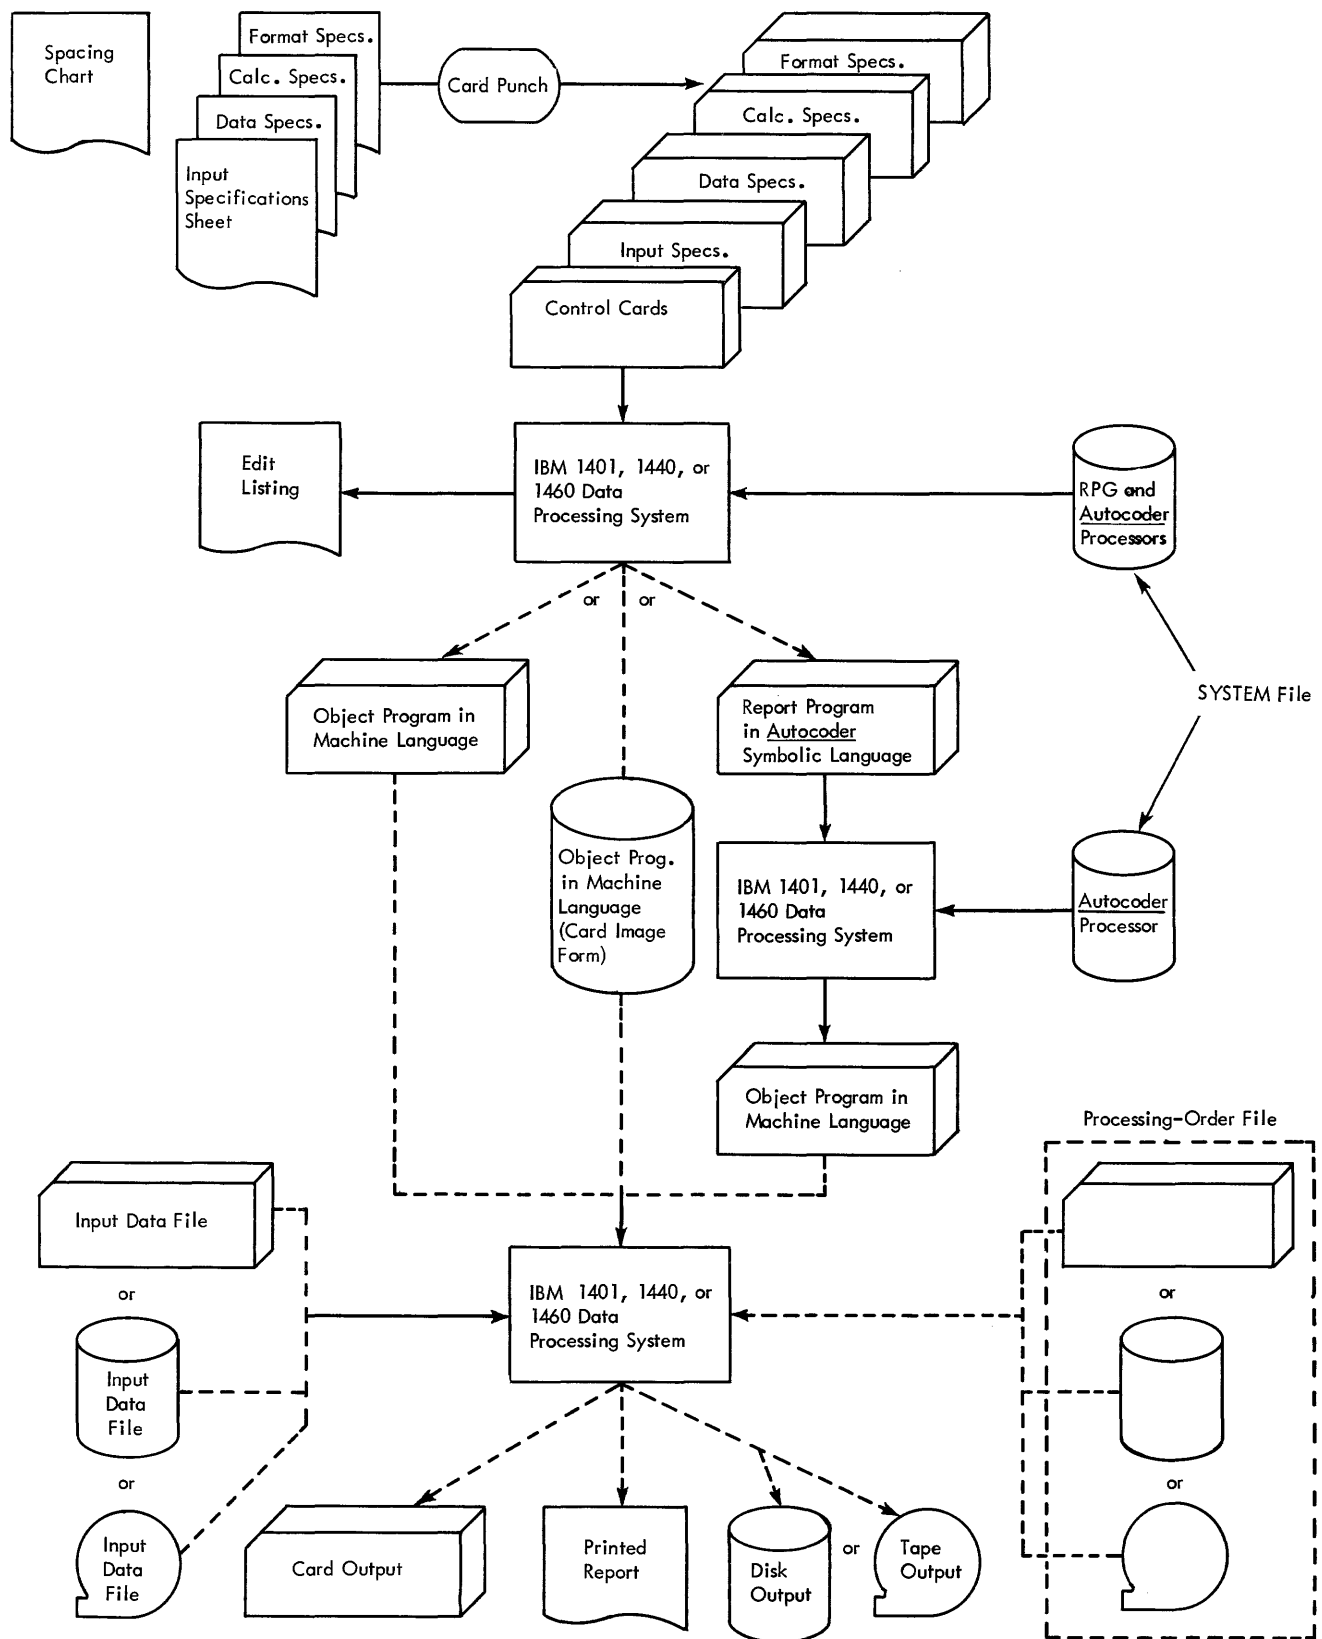 Spacing
Chart
Format Specs.
Calc. Specs.
Data Specs.
Input
Specifications
Sheet
Card Punch
Format Specs.
Calc. Specs.
Data Specs.
Input Specs.
Control Cards
Edit
Listing
IBM 1401, 1440, or
1460 Data
Processing System
RPG and
Autocoder
Processors
or
or
SYSTEM File
Object Program in
Machine Language
Report Program
in Autocoder
Symbolic Language
Object Prog.
in Machine
Language
(Card Image
Form)
IBM 1401, 1440, or
1460 Data
Processing System
Autocoder
Processor
Object Program in
Machine Language
Processing-Order File
Input Data File
or
Input
Data
File
or
Input
Data
File
IBM 1401, 1440, or
1460 Data
Processing System
or
or
Card Output
Printed
Report
Disk
Output
or
Tape
Output